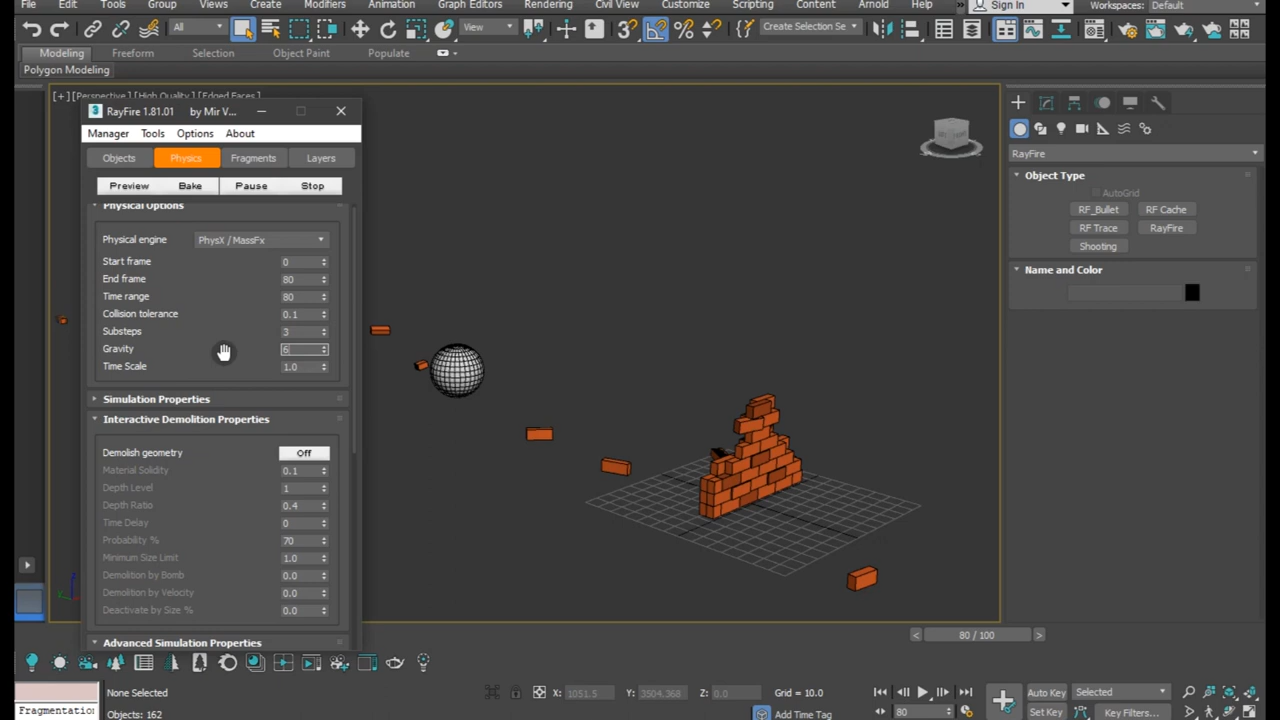 File Edit Tools Group Views Create Modifiers Animation Graph Editors Rendering Civil View Customize Scripting Content Arnold Help » Sign In Workspaces: Default
All View Create Selection Se
Modeling Freeform Selection Object Paint Populate
Polygon Modeling
[+] [Perspective] [High Quality] [Edged Faces]
3 RayFire 1.81.01 by Mir V...
Manager Tools Options About
Objects Physics Fragments Layers
Preview Bake Pause Stop
Physical Options
Physical engine PhysX / MassFx
Start frame 0
End frame 80
Time range 80
Collision tolerance 0.1
Substeps 3
Gravity 6
Time Scale 1.0
Simulation Properties
Interactive Demolition Properties
Demolish geometry Off
Material Solidity 0.1
Depth Level 1
Depth Ratio 0.4
Time Delay 0
Probability % 70
Minimum Size Limit 1.0
Demolition by Bomb 0.0
Demolition by Velocity 0.0
Deactivate by Size % 0.0
Advanced Simulation Properties
RayFire
Object Type
AutoGrid
RF_Bullet RF Cache
RF Trace RayFire
Shooting
Name and Color
< 80 / 100 >
None Selected X: 1051.5 Y: 3504.368 Z: 0.0 Grid = 10.0 Auto Key Selected
Fragmentation
Objects: 162 Add Time Tag 80 Set Key Key Filters...